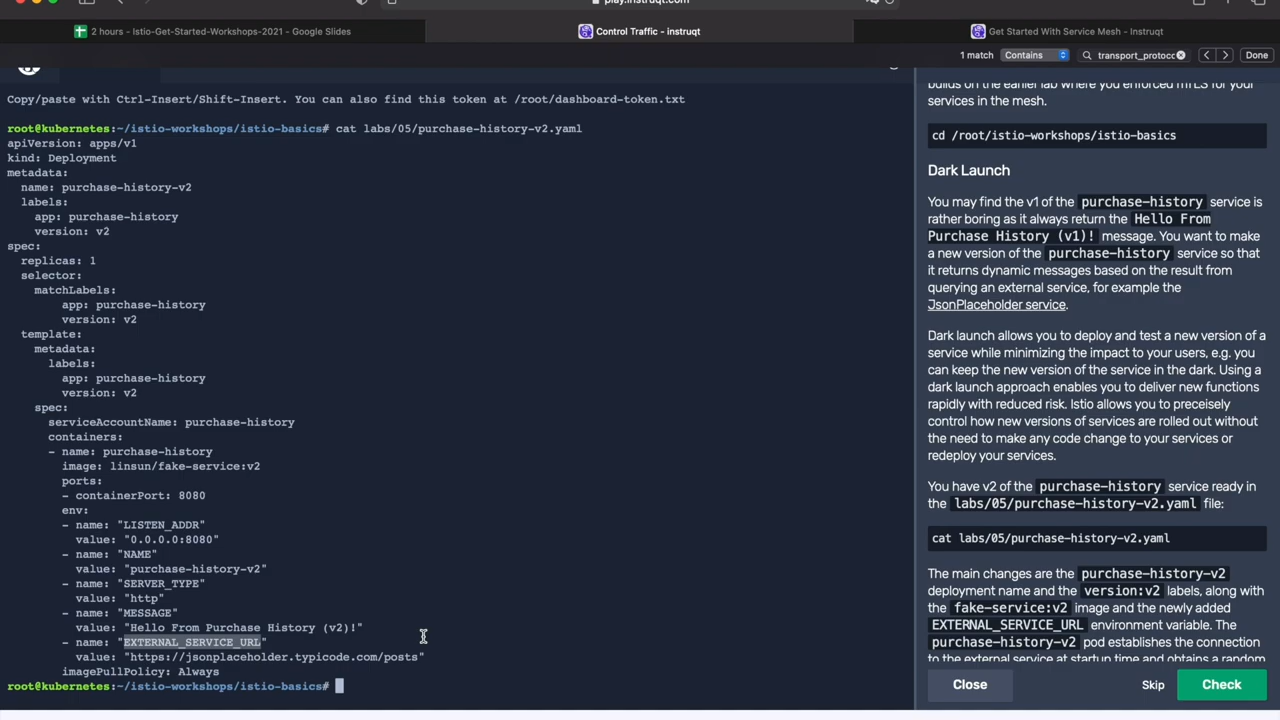 play.instruqt.com
2 hours - Istio-Get-Started-Workshops-2021 - Google Slides
Control Traffic - instruqt
Get Started With Service Mesh - Instruqt
1 match
Contains
transport_protoc
Done
Copy/paste with Ctrl-Insert/Shift-Insert. You can also find this token at /root/dashboard-token.txt
root@kubernetes:~/istio-workshops/istio-basics# cat labs/05/purchase-history-v2.yaml
apiVersion: apps/v1
kind: Deployment
metadata:
name: purchase-history-v2
labels:
app: purchase-history
version: v2
spec:
replicas: 1
selector:
matchLabels:
app: purchase-history
version: v2
template:
metadata:
labels:
app: purchase-history
version: v2
spec:
serviceAccountName: purchase-history
containers:
- name: purchase-history
image: linsun/fake-service:v2
ports:
- containerPort: 8080
env:
- name: "LISTEN_ADDR"
value: "0.0.0.0:8080"
- name: "NAME"
value: "purchase-history-v2"
- name: "SERVER_TYPE"
value: "http"
- name: "MESSAGE"
value: "Hello From Purchase History (v2)!"
- name: "EXTERNAL_SERVICE_URL"
value: "https://jsonplaceholder.typicode.com/posts"
imagePullPolicy: Always
root@kubernetes:~/istio-workshops/istio-basics#
builds on the earlier lab where you enforced mTLS for your
services in the mesh.
cd /root/istio-workshops/istio-basics
Dark Launch
You may find the v1 of the purchase-history service is
rather boring as it always return the Hello From
Purchase History (v1)! message. You want to make
a new version of the purchase-history service so that
it returns dynamic messages based on the result from
querying an external service, for example the
JsonPlaceholder service.
Dark launch allows you to deploy and test a new version of a
service while minimizing the impact to your users, e.g. you
can keep the new version of the service in the dark. Using a
dark launch approach enables you to deliver new functions
rapidly with reduced risk. Istio allows you to preceisely
control how new versions of services are rolled out without
the need to make any code change to your services or
redeploy your services.
You have v2 of the purchase-history service ready in
the labs/05/purchase-history-v2.yaml file:
cat labs/05/purchase-history-v2.yaml
The main changes are the purchase-history-v2
deployment name and the version:v2 labels, along with
the fake-service:v2 image and the newly added
EXTERNAL_SERVICE_URL environment variable. The
purchase-history-v2 pod establishes the connection
to the external service at startup time and obtains a random
Close
Skip
Check